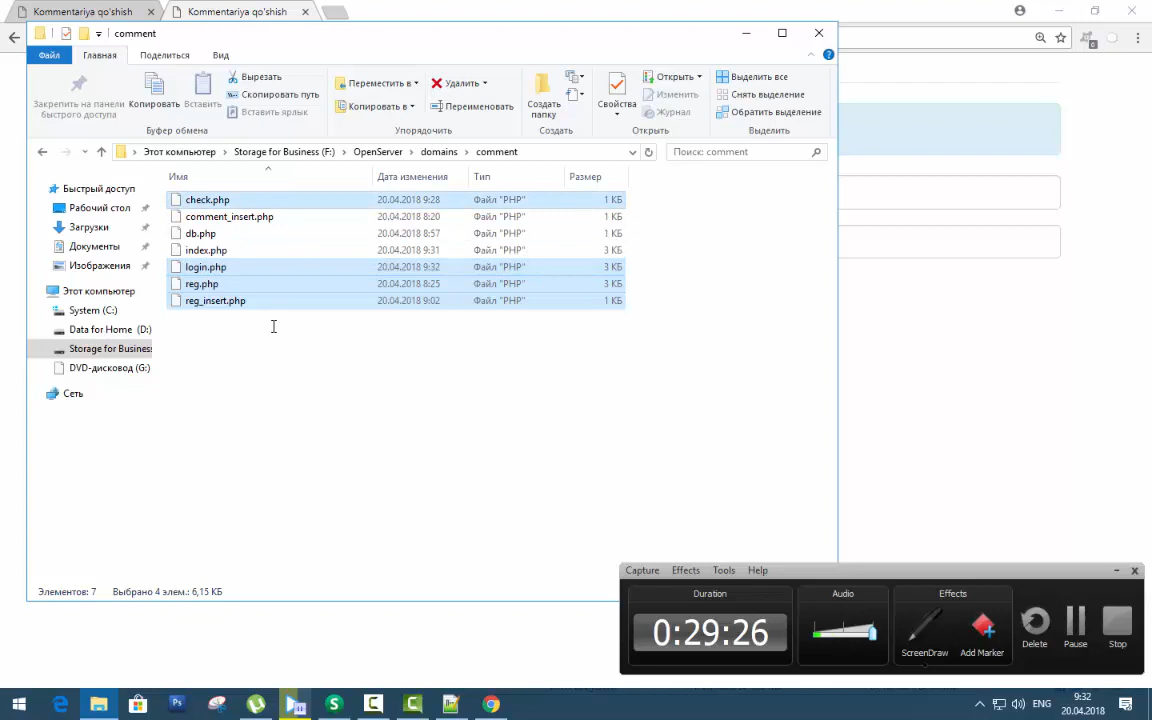 Kommentariya qo'shish
Kommentariya qo'shish
comment
Файл
Главная
Поделиться
Вид
Закрепить на панели быстрого доступа
Копировать
Вставить
Вырезать
Скопировать путь
Вставить ярлык
Буфер обмена
Переместить в
Копировать в
Удалить
Переименовать
Упорядочить
Создать папку
Создать
Свойства
Открыть
Изменить
Журнал
Открыть
Выделить все
Снять выделение
Обратить выделение
Выделить
Этот компьютер
Storage for Business (F:)
OpenServer
domains
comment
Поиск: comment
Имя
Дата изменения
Тип
Размер
check.php 20.04.2018 9:28 Файл "PHP" 1 КБ
comment_insert.php 20.04.2018 8:20 Файл "PHP" 1 КБ
db.php 20.04.2018 8:57 Файл "PHP" 1 КБ
index.php 20.04.2018 9:31 Файл "PHP" 3 КБ
login.php 20.04.2018 9:32 Файл "PHP" 3 КБ
reg.php 20.04.2018 8:25 Файл "PHP" 3 КБ
reg_insert.php 20.04.2018 9:02 Файл "PHP" 1 КБ
Быстрый доступ
Рабочий стол
Загрузки
Документы
Изображения
Этот компьютер
System (C:)
Data for Home (D:)
Storage for Business
DVD-дисковод (G:)
Сеть
Элементов: 7
Выбрано 4 элем.: 6,15 КБ
Capture
Effects
Tools
Help
Duration
0:29:26
Audio
Effects
ScreenDraw
Add Marker
Delete
Pause
Stop
ENG
9:32
20.04.2018